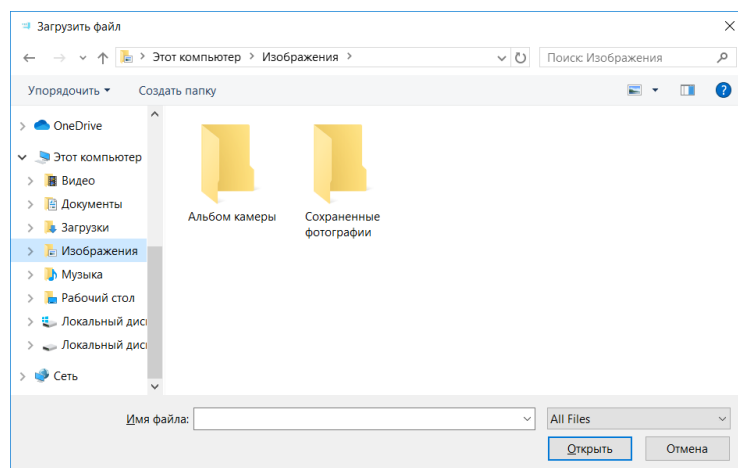 Загрузить файл
Этот компьютер > Изображения >
Поиск: Изображения
Упорядочить
Создать папку
?
OneDrive
Этот компьютер
Видео
Документы
Загрузки
Изображения
Музыка
Рабочий стол
Локальный дис
Локальный дис
Сеть
Альбом камеры
Сохраненные
фотографии
Имя файла:
All Files
Открыть
Отмена